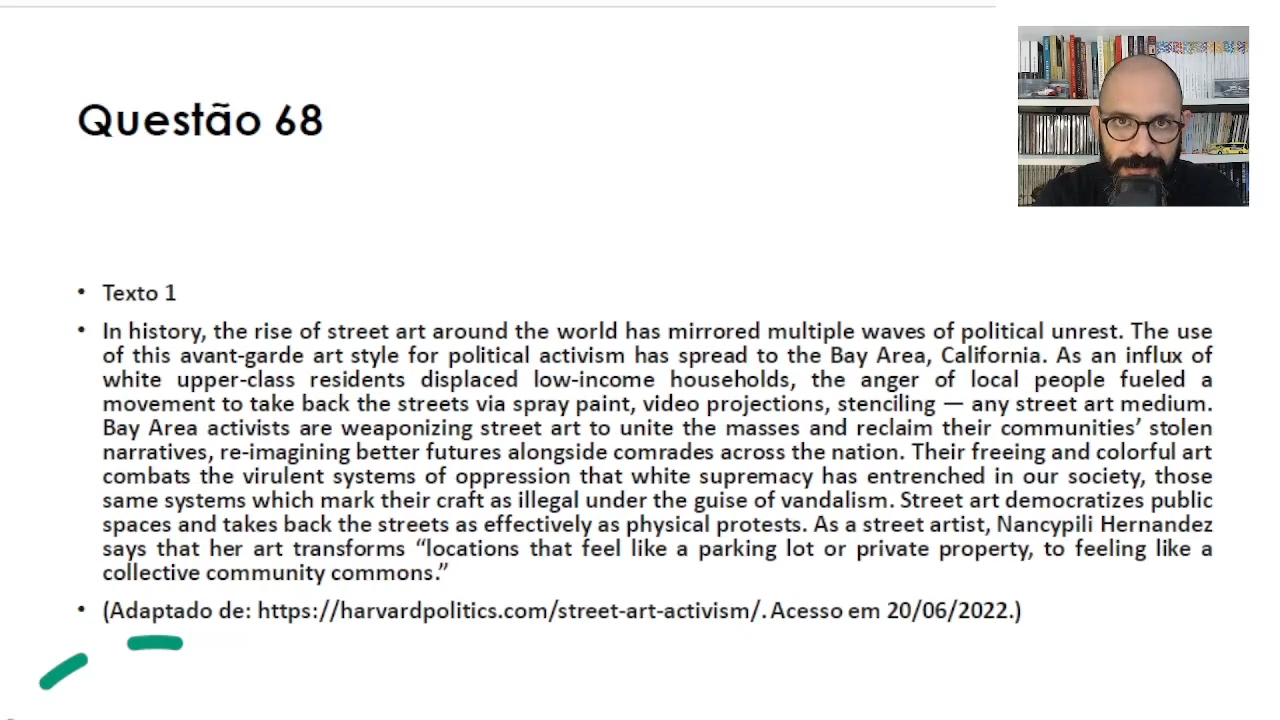 Questão 68
• Texto 1
• In history, the rise of street art around the world has mirrored multiple waves of political unrest. The use
of this avant-garde art style for political activism has spread to the Bay Area, California. As an influx of
white upper-class residents displaced low-income households, the anger of local people fueled a
movement to take back the streets via spray paint, video projections, stenciling — any street art medium.
Bay Area activists are weaponizing street art to unite the masses and reclaim their communities’ stolen
narratives, re-imagining better futures alongside comrades across the nation. Their freeing and colorful art
combats the virulent systems of oppression that white supremacy has entrenched in our society, those
same systems which mark their craft as illegal under the guise of vandalism. Street art democratizes public
spaces and takes back the streets as effectively as physical protests. As a street artist, Nancypili Hernandez
says that her art transforms “locations that feel like a parking lot or private property, to feeling like a
collective community commons.”
• (Adaptado de: https://harvardpolitics.com/street-art-activism/. Acesso em 20/06/2022.)